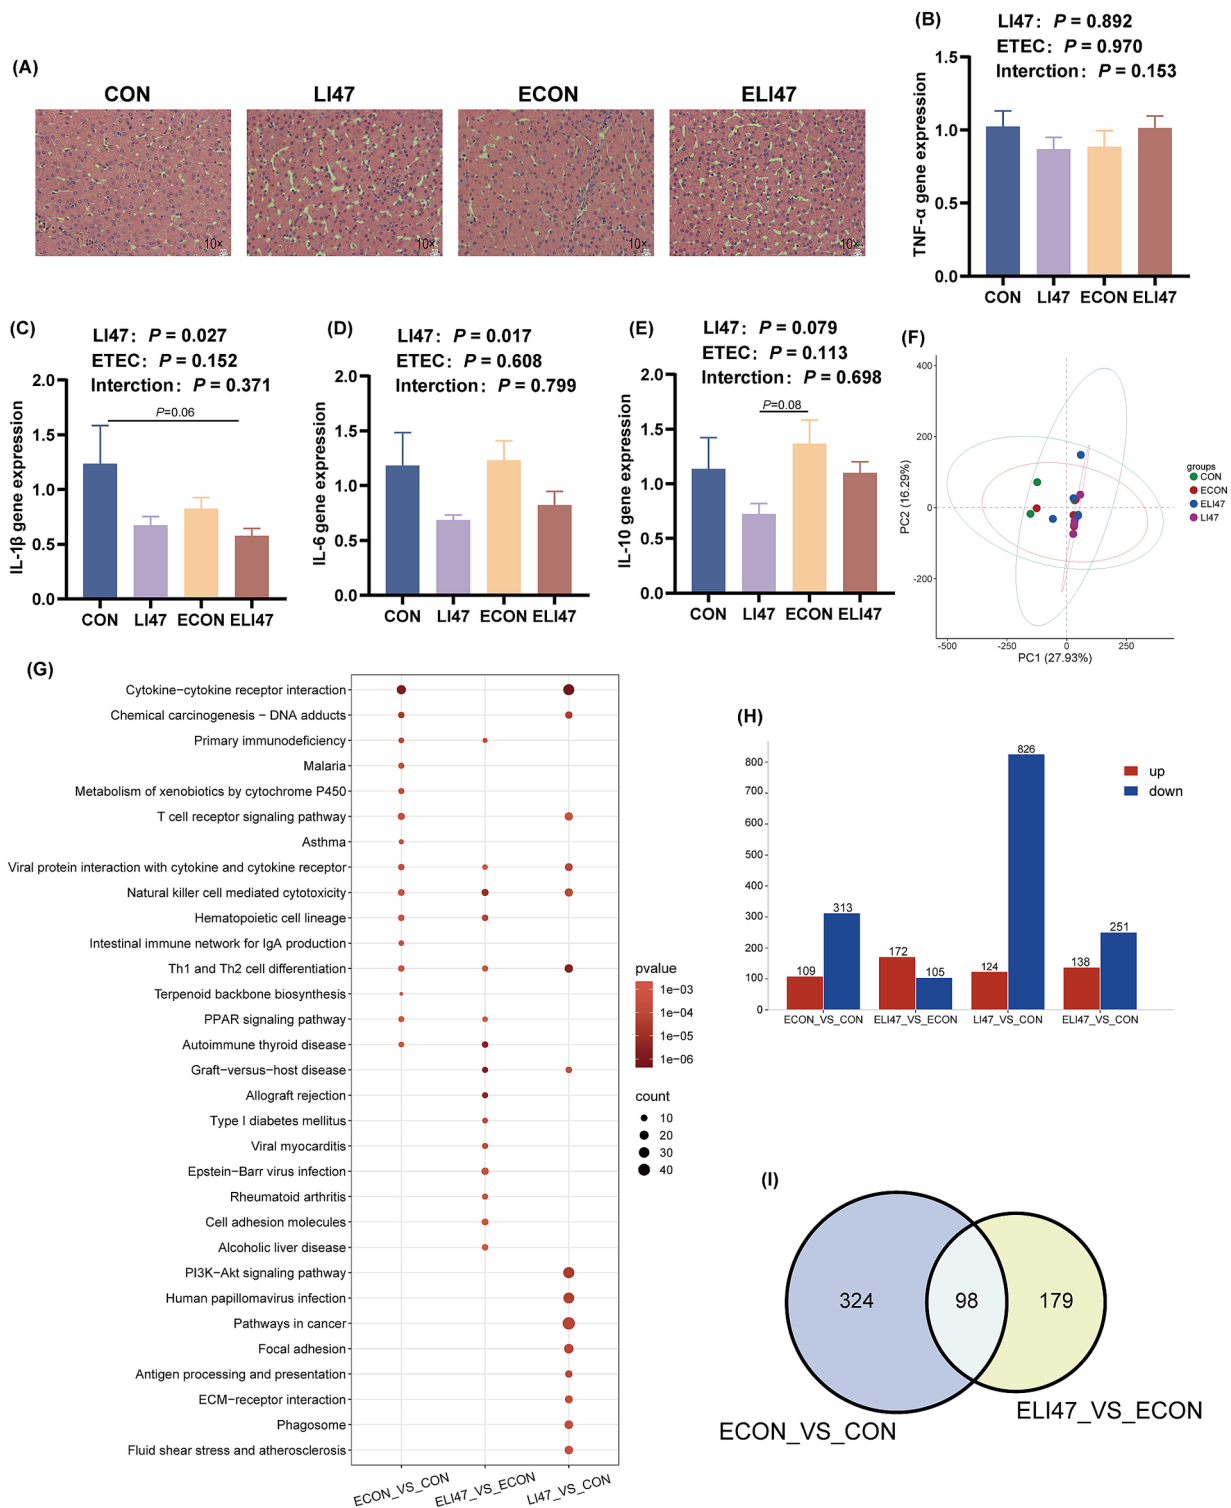 (A)
CON
LI47
ECON
ELI47
10×
10×
10×
10×
(B)
LI47: P = 0.892
ETEC: P = 0.970
Interction: P = 0.153
TNF-α gene expression
1.5
1.0
0.5
0.0
CON LI47 ECON ELI47
(C)
LI47: P = 0.027
ETEC: P = 0.152
Interction: P = 0.371
P=0.06
IL-1β gene expression
2.0
1.5
1.0
0.5
0.0
CON LI47 ECON ELI47
(D)
LI47: P = 0.017
ETEC: P = 0.608
Interction: P = 0.799
IL-6 gene expression
2.0
1.5
1.0
0.5
0.0
CON LI47 ECON ELI47
(E)
LI47: P = 0.079
ETEC: P = 0.113
Interction: P = 0.698
P=0.08
IL-10 gene expression
2.0
1.5
1.0
0.5
0.0
CON LI47 ECON ELI47
(F)
PC2 (16.29%)
400
200
0
-200
-500 -250 0 250
PC1 (27.93%)
groups
CON
ECON
ELI47
LI47
(G)
Cytokine−cytokine receptor interaction
Chemical carcinogenesis − DNA adducts
Primary immunodeficiency
Malaria
Metabolism of xenobiotics by cytochrome P450
T cell receptor signaling pathway
Asthma
Viral protein interaction with cytokine and cytokine receptor
Natural killer cell mediated cytotoxicity
Hematopoietic cell lineage
Intestinal immune network for IgA production
Th1 and Th2 cell differentiation
Terpenoid backbone biosynthesis
PPAR signaling pathway
Autoimmune thyroid disease
Graft−versus−host disease
Allograft rejection
Type I diabetes mellitus
Viral myocarditis
Epstein−Barr virus infection
Rheumatoid arthritis
Cell adhesion molecules
Alcoholic liver disease
PI3K−Akt signaling pathway
Human papillomavirus infection
Pathways in cancer
Focal adhesion
Antigen processing and presentation
ECM−receptor interaction
Phagosome
Fluid shear stress and atherosclerosis
ECON_VS_CON
ELI47_VS_ECON
LI47_VS_CON
pvalue
1e−03
1e−04
1e−05
1e−06
count
10
20
30
40
(H)
800
700
600
500
400
300
200
100
0
109
313
172
105
124
826
138
251
ECON_VS_CON
ELI47_VS_ECON
LI47_VS_CON
ELI47_VS_CON
up
down
(I)
324
98
179
ECON_VS_CON
ELI47_VS_ECON